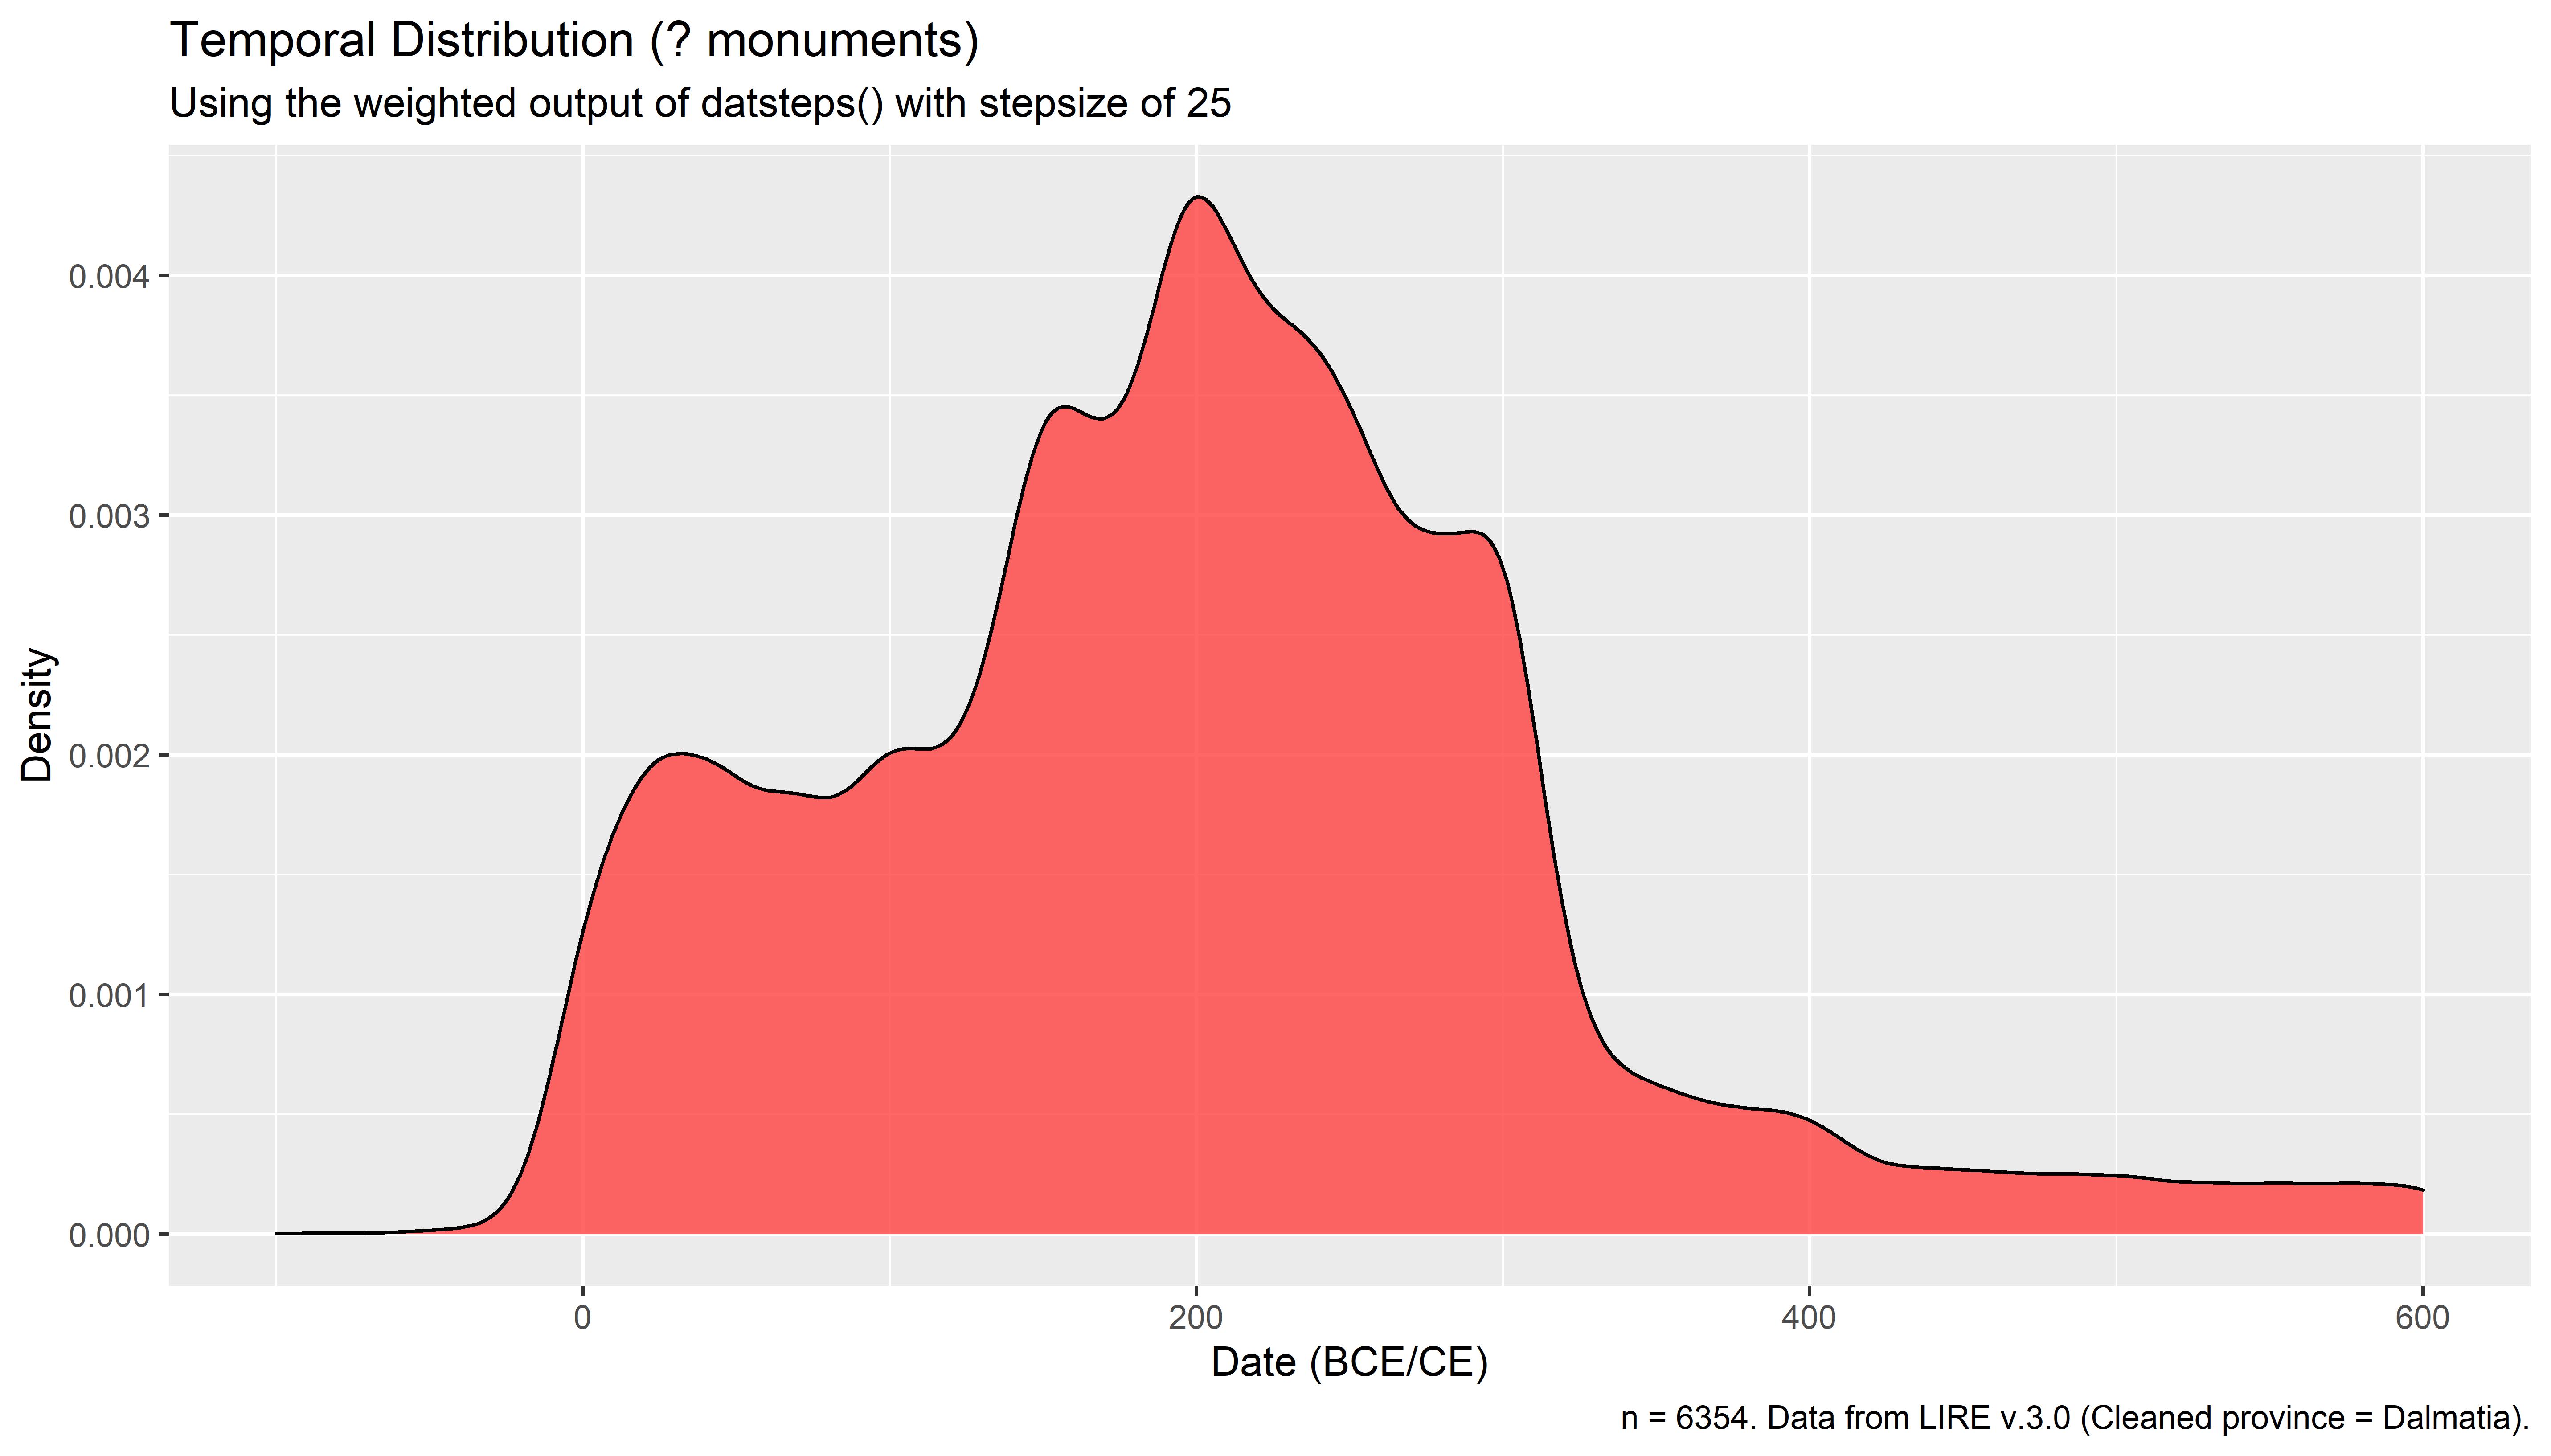 Temporal Distribution (? monuments)
Using the weighted output of datsteps() with stepsize of 25
Density
0.004
0.003
0.002
0.001
0.000
0
200
400
600
Date (BCE/CE)
n = 6354. Data from LIRE v.3.0 (Cleaned province = Dalmatia).